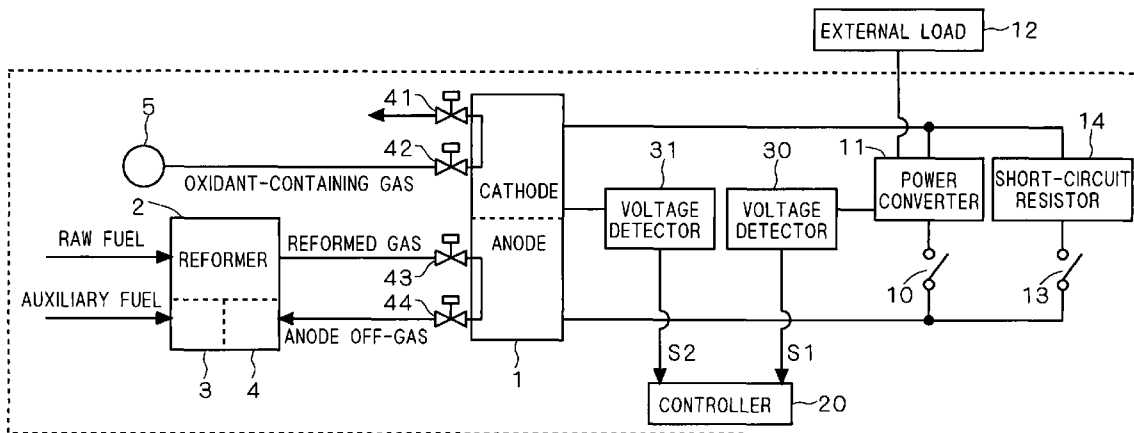 EXTERNAL LOAD
12
5
41
42
OXIDANT-CONTAINING GAS
CATHODE
ANODE
1
2
RAW FUEL
REFORMER
REFORMED GAS
43
AUXILIARY FUEL
44
ANODE OFF-GAS
3
4
31
VOLTAGE
DETECTOR
30
VOLTAGE
DETECTOR
11
POWER
CONVERTER
14
SHORT-CIRCUIT
RESISTOR
10
13
S2
S1
CONTROLLER
20